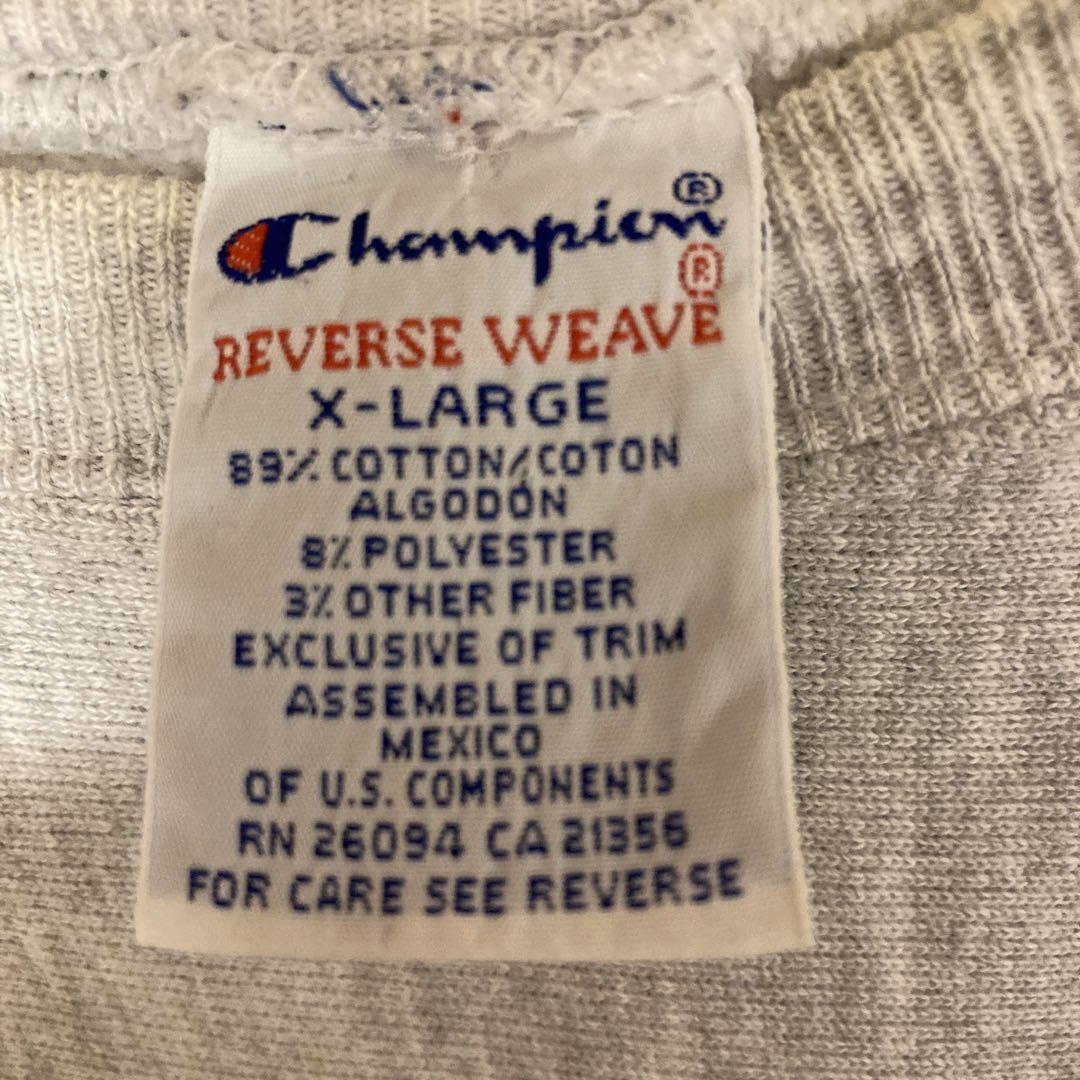 Champion®
REVERSE WEAVE®
X-LARGE
89% COTTON/COTON
ALGODÓN
8% POLYESTER
3% OTHER FIBER
EXCLUSIVE OF TRIM
ASSEMBLED IN
MEXICO
OF U.S. COMPONENTS
RN 26094 CA 21356
FOR CARE SEE REVERSE